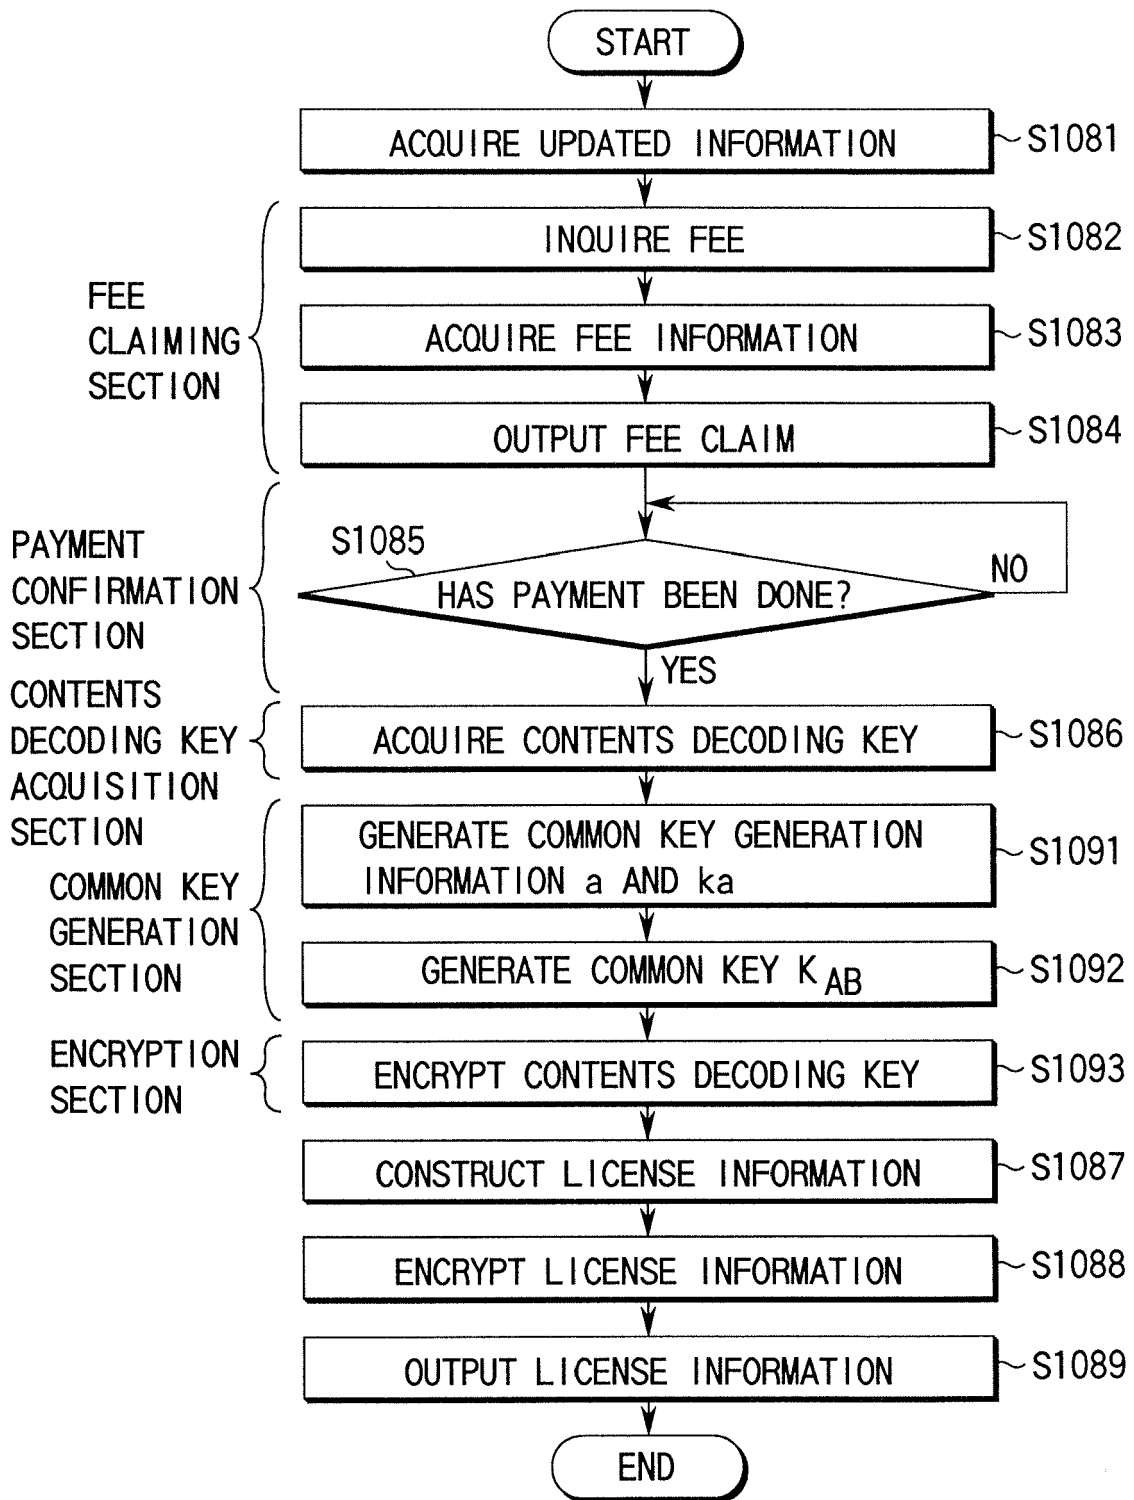 START
ACQUIRE UPDATED INFORMATION
S1081
INQUIRE FEE
S1082
FEE
CLAIMING
SECTION
ACQUIRE FEE INFORMATION
S1083
OUTPUT FEE CLAIM
S1084
PAYMENT
CONFIRMATION
SECTION
S1085
HAS PAYMENT BEEN DONE?
NO
YES
CONTENTS
DECODING KEY
ACQUISITION
SECTION
ACQUIRE CONTENTS DECODING KEY
S1086
GENERATE COMMON KEY GENERATION
INFORMATION a AND ka
S1091
COMMON KEY
GENERATION
SECTION
GENERATE COMMON KEY K AB
S1092
ENCRYPTION
SECTION
ENCRYPT CONTENTS DECODING KEY
S1093
CONSTRUCT LICENSE INFORMATION
S1087
ENCRYPT LICENSE INFORMATION
S1088
OUTPUT LICENSE INFORMATION
S1089
END